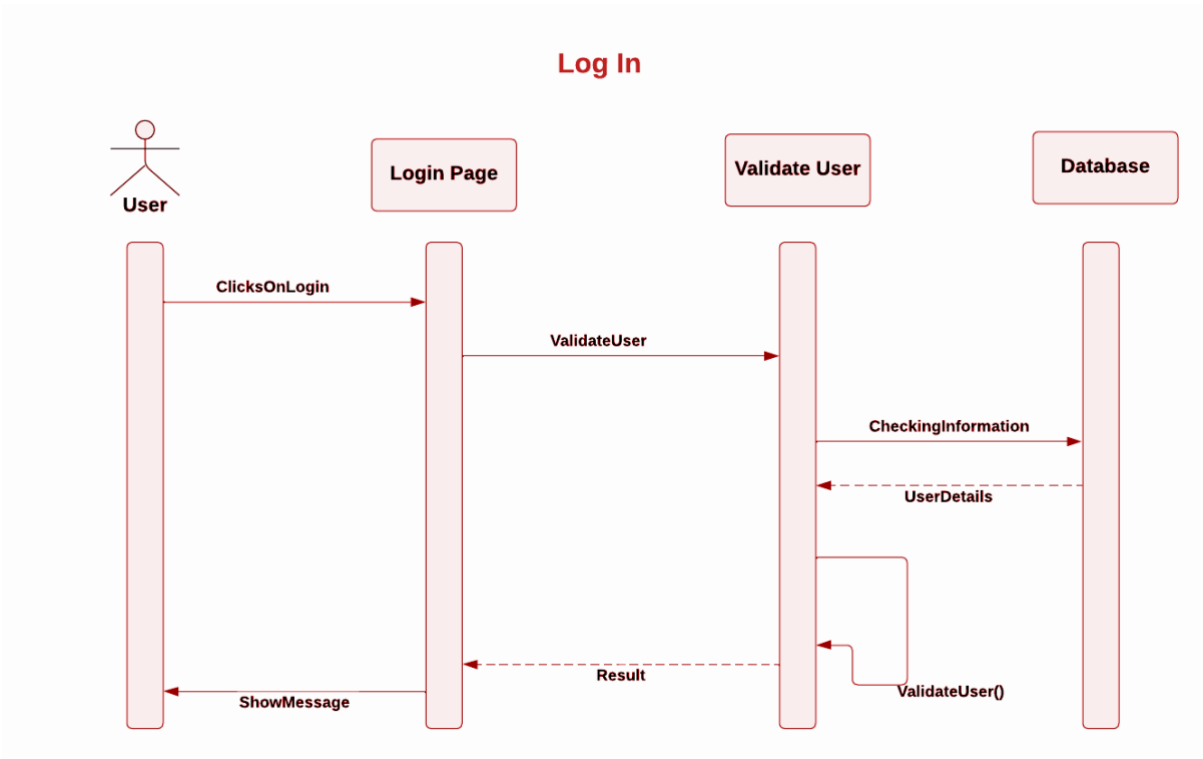 Log In
User
Login Page
Validate User
Database
ClicksOnLogin
ValidateUser
CheckingInformation
UserDetails
Result
ValidateUser()
ShowMessage